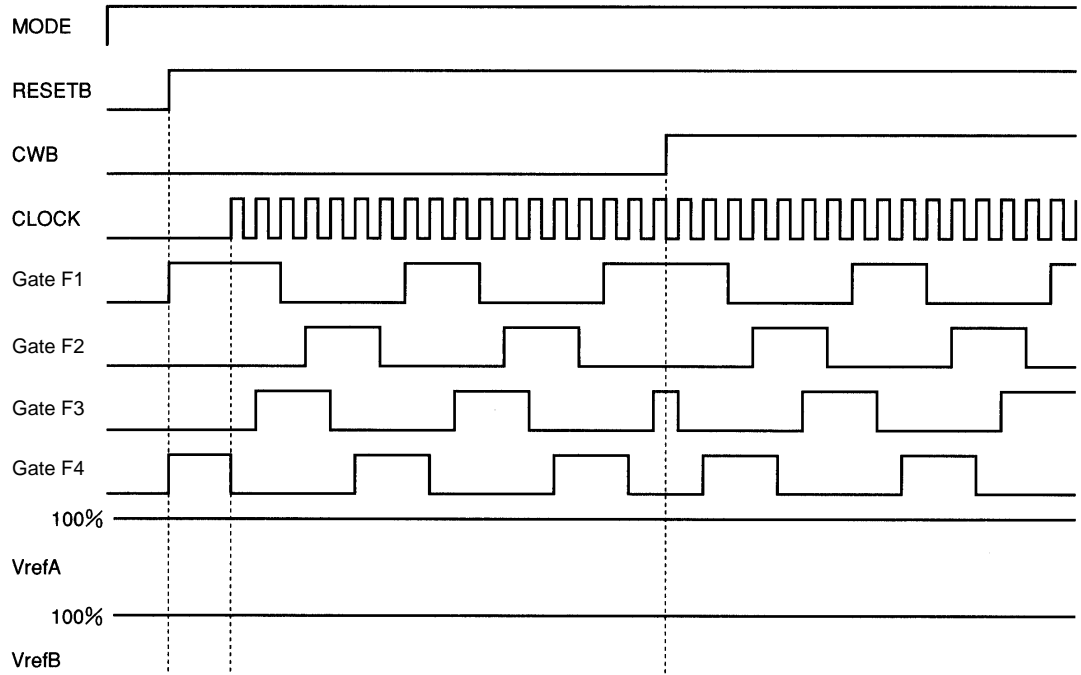 MODE
RESETB
CWB
CLOCK
Gate F1
Gate F2
Gate F3
Gate F4
100%
VrefA
100%
VrefB